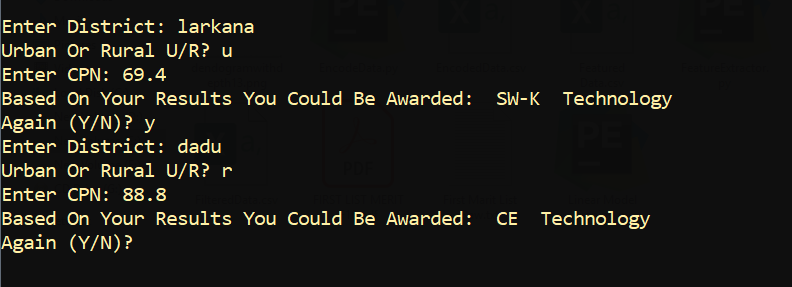 Enter District: larkana
Urban Or Rural U/R? u
Enter CPN: 69.4
Based On Your Results You Could Be Awarded:  SW-K  Technology
Again (Y/N)? y
Enter District: dadu
Urban Or Rural U/R? r
Enter CPN: 88.8
Based On Your Results You Could Be Awarded:  CE  Technology
Again (Y/N)?